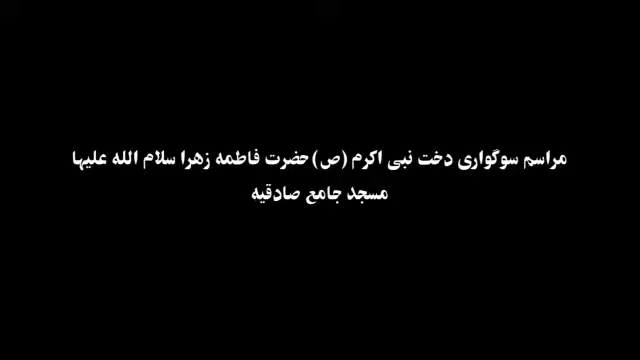 مراسم سوگواری دخت نبی اکرم (ص) حضرت فاطمه زهرا سلام الله علیها
مسجد جامع صادقیه